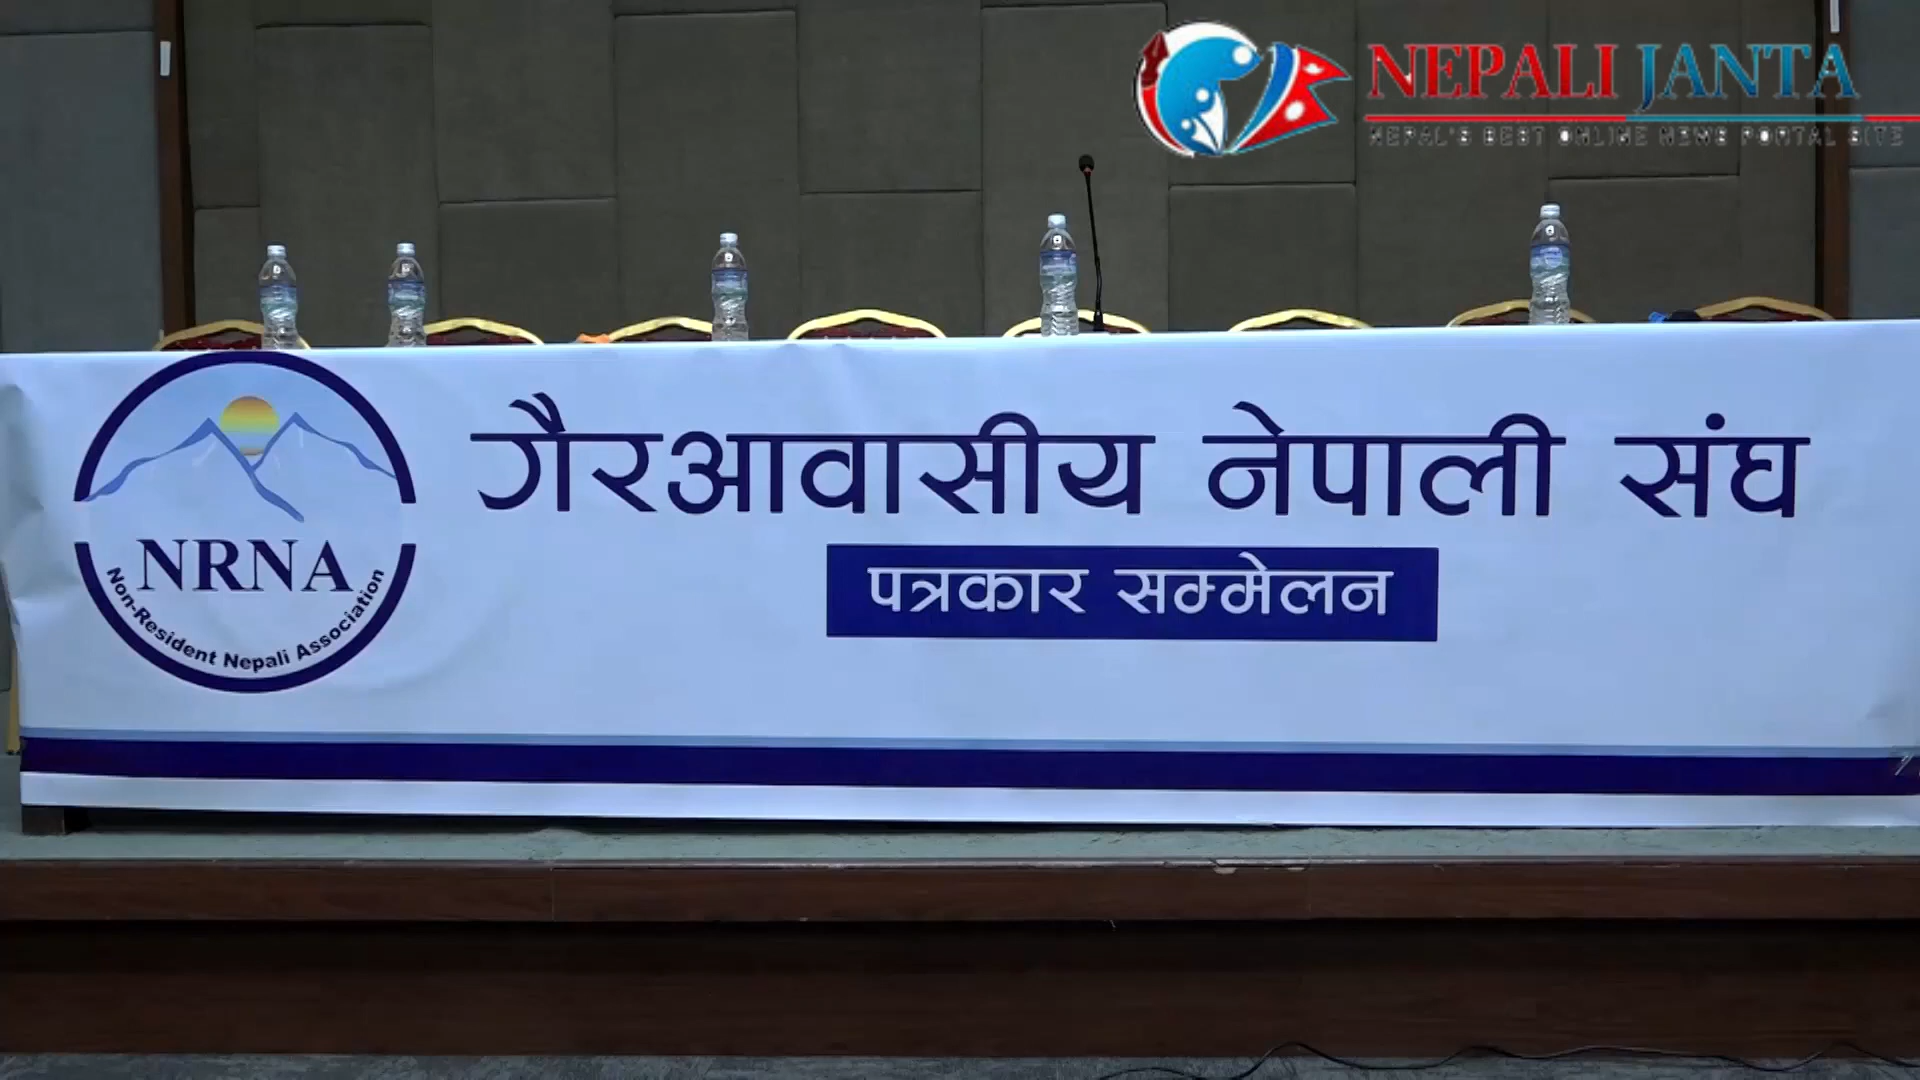 NEPALI JANTA
NEPAL'S BEST ONLINE NEWS PORTAL SITE
गैरआवासीय नेपाली संघ
पत्रकार सम्मेलन
NRNA
Non-Resident Nepali Association